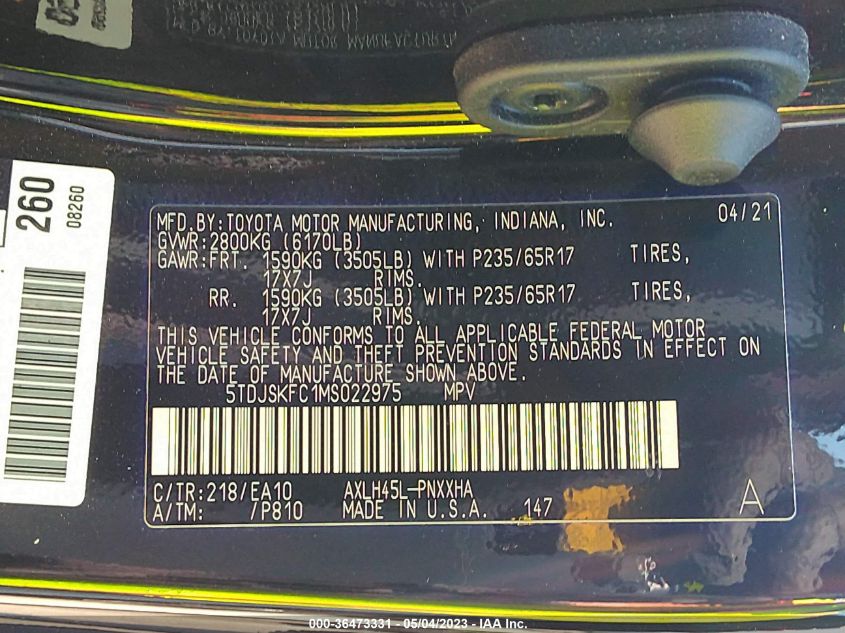 260
08260
MFD.BY:TOYOTA MOTOR MANUFACTURING, INDIANA, INC. 04/21
GVWR:2800KG (6170LB)
GAWR:FRT. 1590KG (3505LB) WITH P235/65R17 TIRES,
17X7J RIMS.
RR. 1590KG (3505LB) WITH P235/65R17 TIRES,
17X7J RIMS.
THIS VEHICLE CONFORMS TO ALL APPLICABLE FEDERAL MOTOR
VEHICLE SAFETY AND THEFT PREVENTION STANDARDS IN EFFECT ON
THE DATE OF MANUFACTURE SHOWN ABOVE.
5TDJSKFC1MS022975 MPV
C/TR:218/EA10 AXLH45L-PNXXHA
A/TM: /P810 MADE IN U.S.A. 147 A
000-36473331 - 05/04/2023 - IAA Inc.